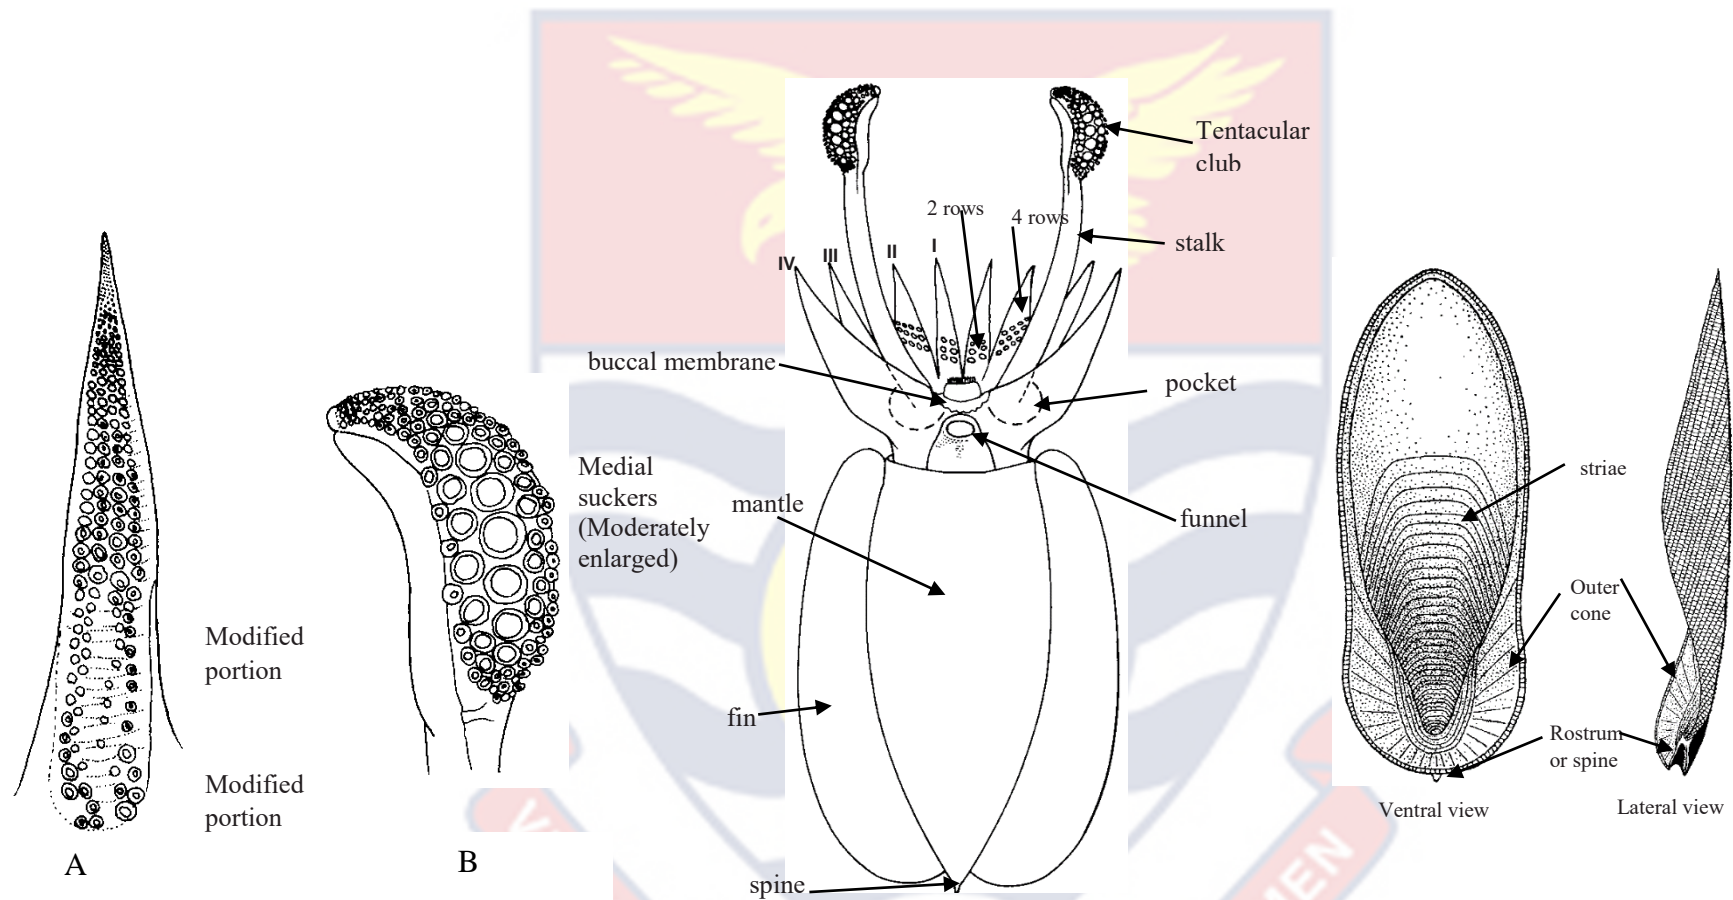 Modified
portion
Modified
portion
A
B
Medial
suckers
(Moderately
enlarged)
Tentacular
club
2 rows
4 rows
stalk
I
II
III
IV
buccal membrane
pocket
mantle
funnel
fin
spine
striae
Outer
cone
Rostrum
or spine
Ventral view
Lateral view
MEN